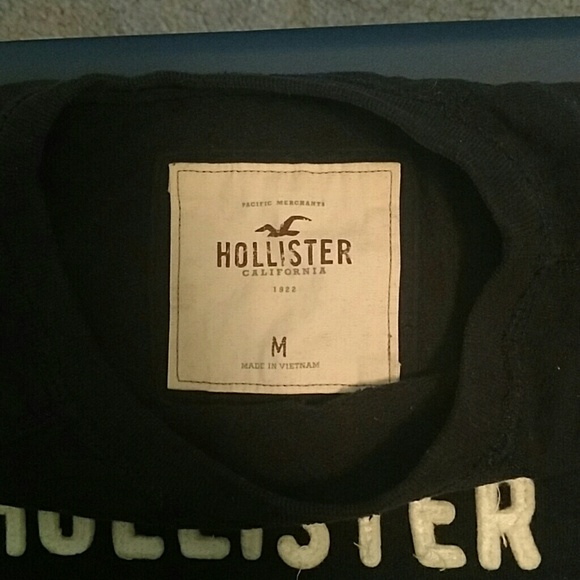 PACIFIC MERCHANTS
HOLLISTER
CALIFORNIA
1922
M
MADE IN VIETNAM
HOLLISTER